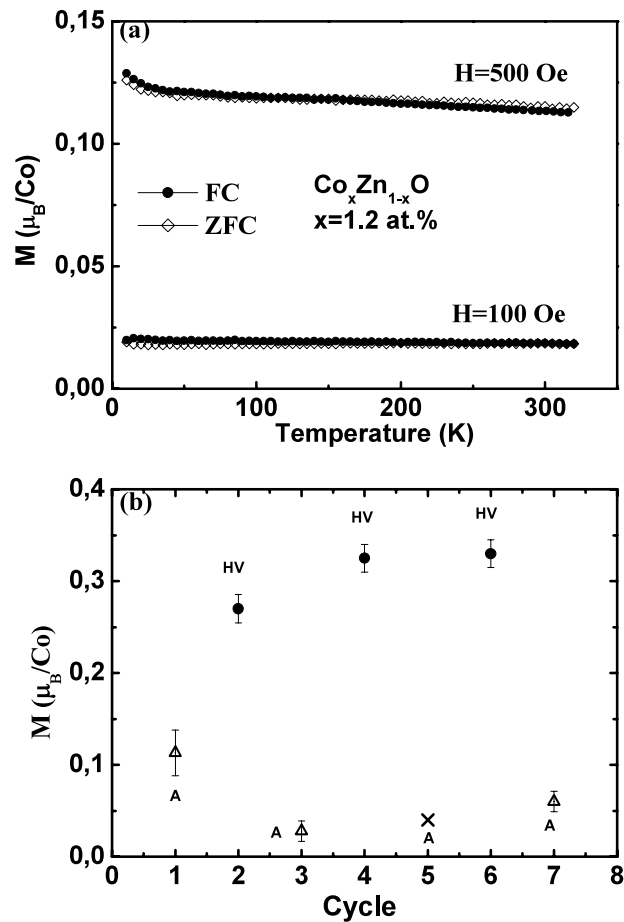 (a)
0,15
0,10
0,05
0,00
M (μB/Co)
H=500 Oe
FC
ZFC
CoxZn1-xO
x=1.2 at.%
H=100 Oe
0 100 200 300
Temperature (K)
(b)
0,4
0,3
0,2
0,1
0,0
M (μB/Co)
HV
HV
HV
A
A
A
A
0 1 2 3 4 5 6 7 8
Cycle